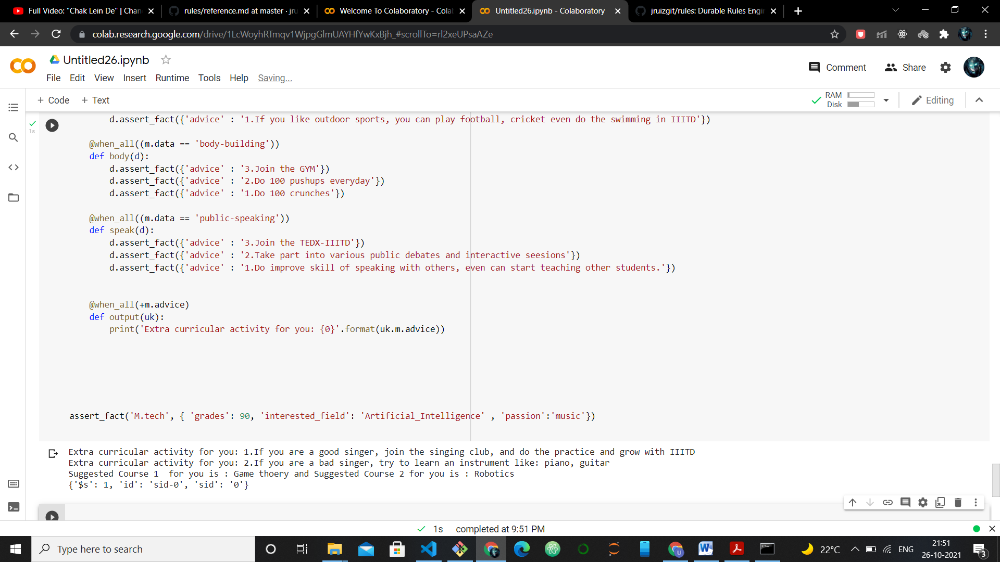 Full Video: "Chak Lein De" | Chan
rules/reference.md at master · jru
Welcome To Colaboratory - Colab
Untitled26.ipynb - Colaboratory
jruizgit/rules: Durable Rules Engin
colab.research.google.com/drive/1LcWoyhRTmqv1WjpgGlmUAYHfYwKxBjh_#scrollTo=rl2xeUPsaAZe
Untitled26.ipynb
Comment
Share
File Edit View Insert Runtime Tools Help Saving...
+ Code + Text
RAM
Disk
Editing
1s
d.assert_fact({'advice' : '1.If you like outdoor sports, you can play football, cricket even do the swimming in IIITD'})
@when_all((m.data == 'body-building'))
def body(d):
d.assert_fact({'advice' : '3.Join the GYM'})
d.assert_fact({'advice' : '2.Do 100 pushups everyday'})
d.assert_fact({'advice' : '1.Do 100 crunches'})
@when_all((m.data == 'public-speaking'))
def speak(d):
d.assert_fact({'advice' : '3.Join the TEDX-IIITD'})
d.assert_fact({'advice' : '2.Take part into various public debates and interactive seesions'})
d.assert_fact({'advice' : '1.Do improve skill of speaking with others, even can start teaching other students.'})
@when_all(+m.advice)
def output(uk):
print('Extra curricular activity for you: {0}'.format(uk.m.advice))
assert_fact('M.tech', { 'grades': 90, 'interested_field': 'Artificial_Intelligence' , 'passion':'music'})
Extra curricular activity for you: 1.If you are a good singer, join the singing club, and do the practice and grow with IIITD
Extra curricular activity for you: 2.If you are a bad singer, try to learn an instrument like: piano, guitar
Suggested Course 1  for you is : Game thoery and Suggested Course 2 for you is : Robotics
{'$s': 1, 'id': 'sid-0', 'sid': '0'}
1s completed at 9:51 PM
Type here to search
22°C
ENG
21:51
26-10-2021
3